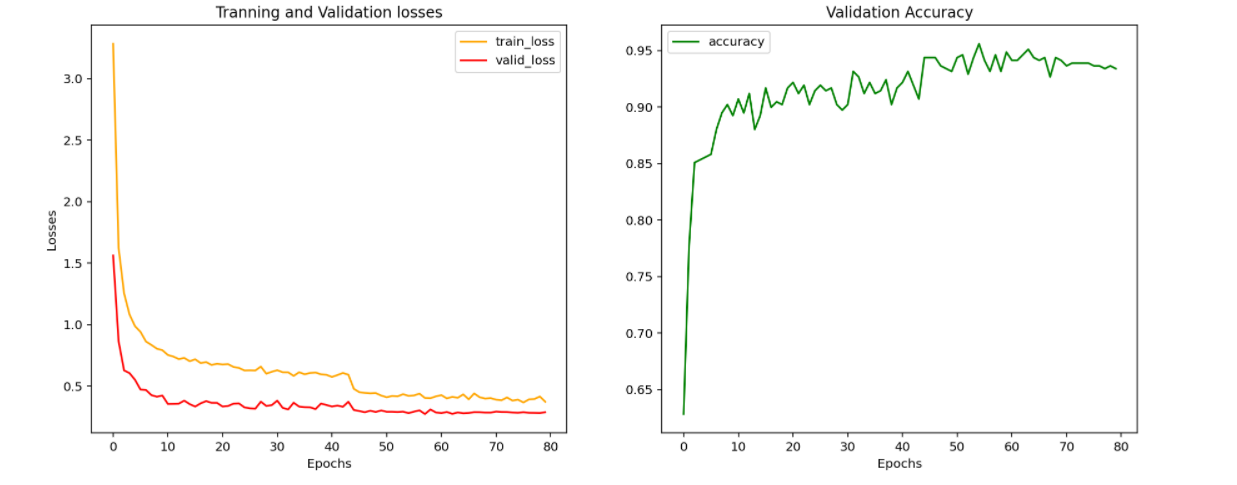 Tranning and Validation losses
train_loss
valid_loss
3.0
2.5
2.0
1.5
1.0
0.5
Losses
0 10 20 30 40 50 60 70 80
Epochs
Validation Accuracy
accuracy
0.95
0.90
0.85
0.80
0.75
0.70
0.65
0 10 20 30 40 50 60 70 80
Epochs